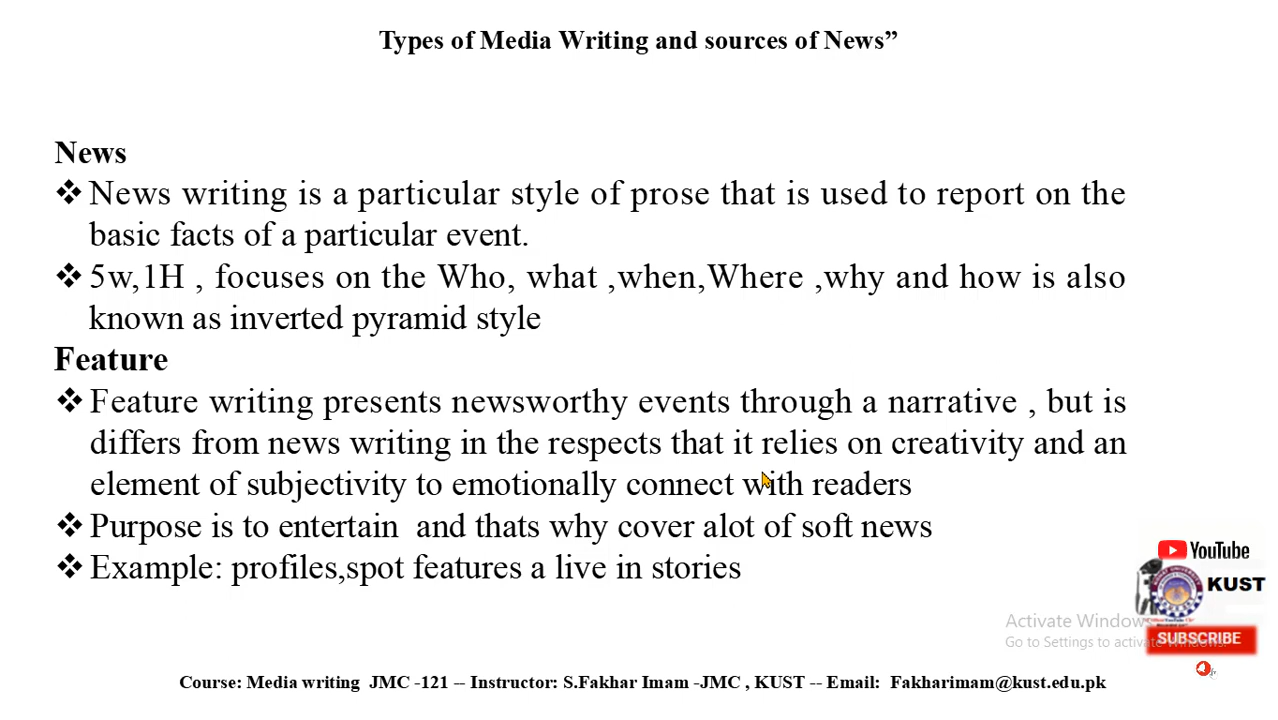 Types of Media Writing and sources of News”
News
❖ News writing is a particular style of prose that is used to report on the
basic facts of a particular event.
❖ 5w,1H , focuses on the Who, what ,when,Where ,why and how is also
known as inverted pyramid style
Feature
❖ Feature writing presents newsworthy events through a narrative , but is
differs from news writing in the respects that it relies on creativity and an
element of subjectivity to emotionally connect with readers
❖ Purpose is to entertain  and thats why cover alot of soft news
❖ Example: profiles,spot features a live in stories
YouTube
KUST
Activate Windows
Go to Settings to activate Windows.
SUBSCRIBE
Course: Media writing  JMC -121 -- Instructor: S.Fakhar Imam -JMC , KUST -- Email:  Fakharimam@kust.edu.pk